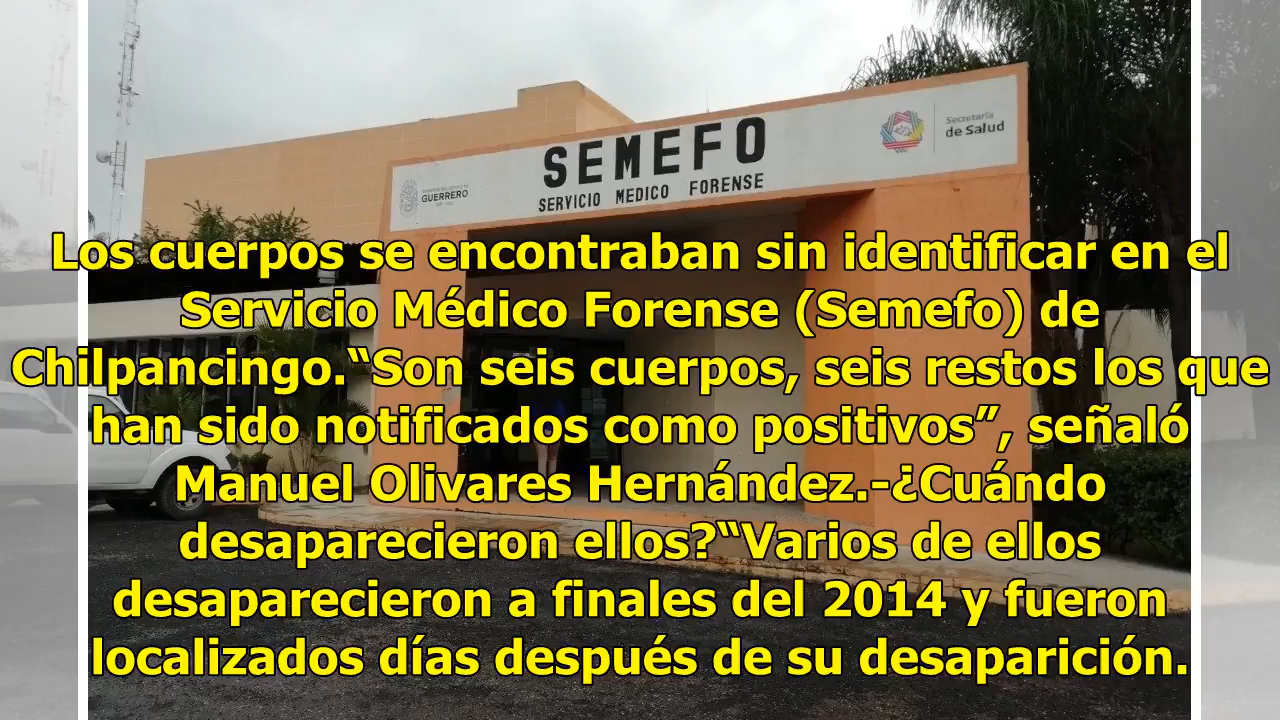 SEMEFO
SERVICIO MEDICO FORENSE
GUERRERO
Secretaría
de Salud
Los cuerpos se encontraban sin identificar en el
Servicio Médico Forense (Semefo) de
Chilpancingo.“Son seis cuerpos, seis restos los que
han sido notificados como positivos”, señaló
Manuel Olivares Hernández.-¿Cuándo
desaparecieron ellos?“Varios de ellos
desaparecieron a finales del 2014 y fueron
localizados días después de su desaparición.